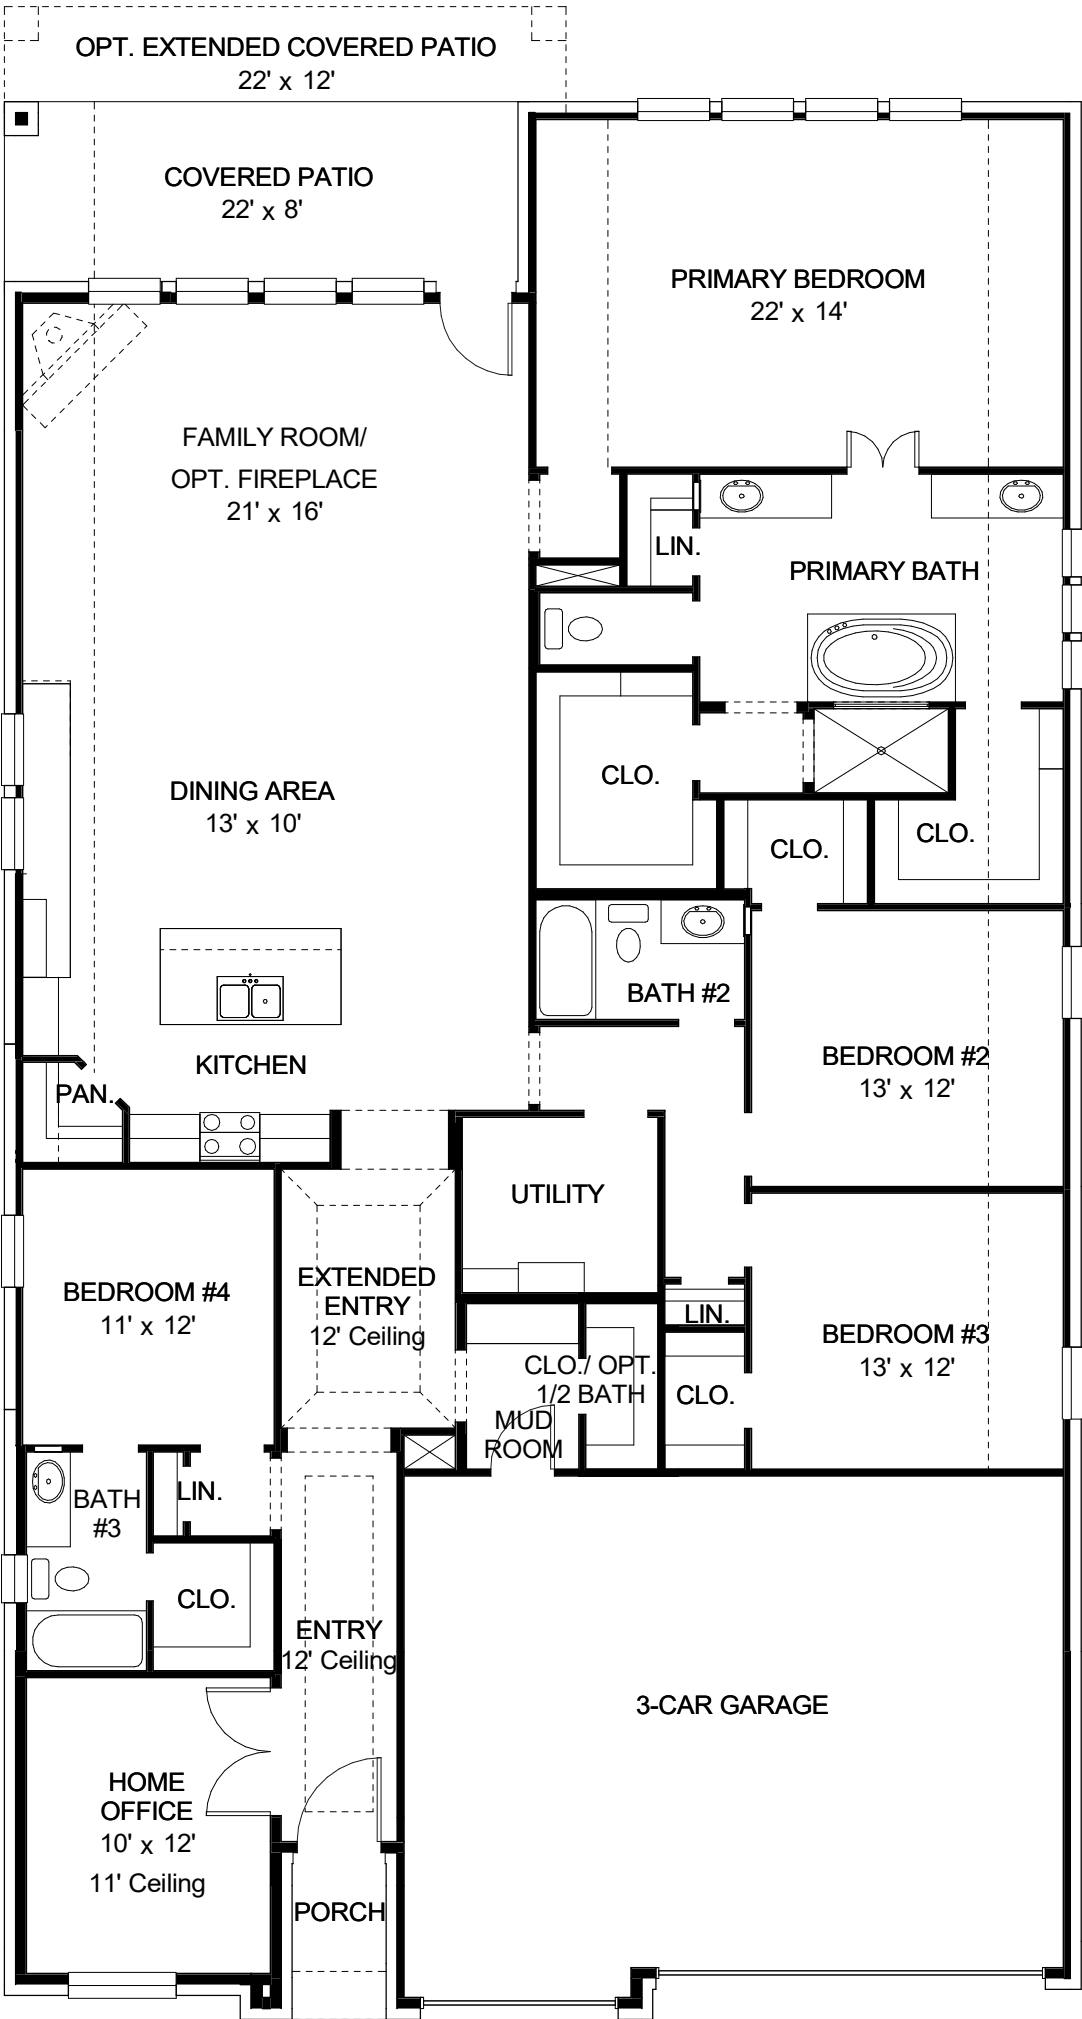 OPT. EXTENDED COVERED PATIO
22' x 12'
COVERED PATIO
22' x 8'
PRIMARY BEDROOM
22' x 14'
FAMILY ROOM/
OPT. FIREPLACE
21' x 16'
LIN.
PRIMARY BATH
CLO.
DINING AREA
13' x 10'
CLO.
CLO.
BATH #2
KITCHEN
PAN.
BEDROOM #2
13' x 12'
UTILITY
BEDROOM #4
11' x 12'
EXTENDED
ENTRY
12' Ceiling
LIN.
BEDROOM #3
13' x 12'
CLO./ OPT.
1/2 BATH
CLO.
MUD
ROOM
LIN.
BATH
#3
CLO.
ENTRY
12' Ceiling
3-CAR GARAGE
HOME
OFFICE
10' x 12'
11' Ceiling
PORCH